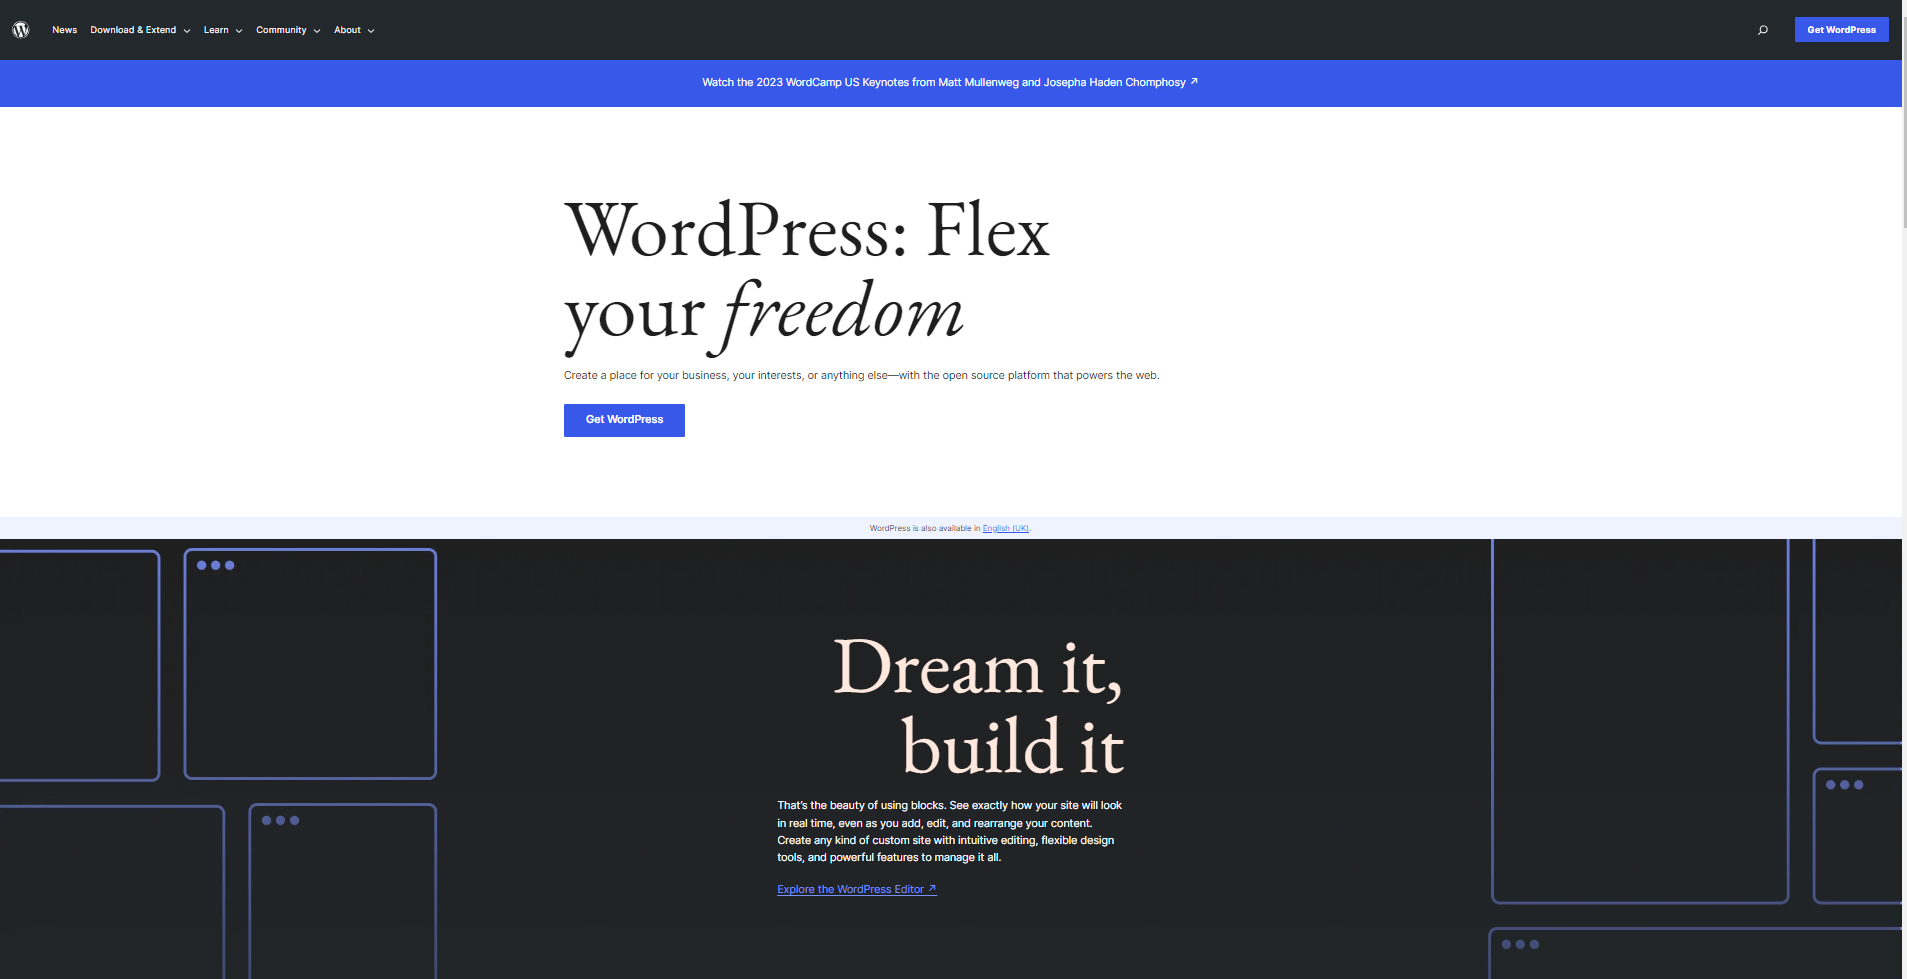 News Download & Extend Learn Community About Get WordPress
Watch the 2023 WordCamp US Keynotes from Matt Mullenweg and Josepha Haden Chomphosy ↗
WordPress: Flex
your freedom
Create a place for your business, your interests, or anything else—with the open source platform that powers the web.
Get WordPress
WordPress is also available in English (UK).
Dream it,
build it
That’s the beauty of using blocks. See exactly how your site will look
in real time, even as you add, edit, and rearrange your content.
Create any kind of custom site with intuitive editing, flexible design
tools, and powerful features to manage it all.
Explore the WordPress Editor ↗